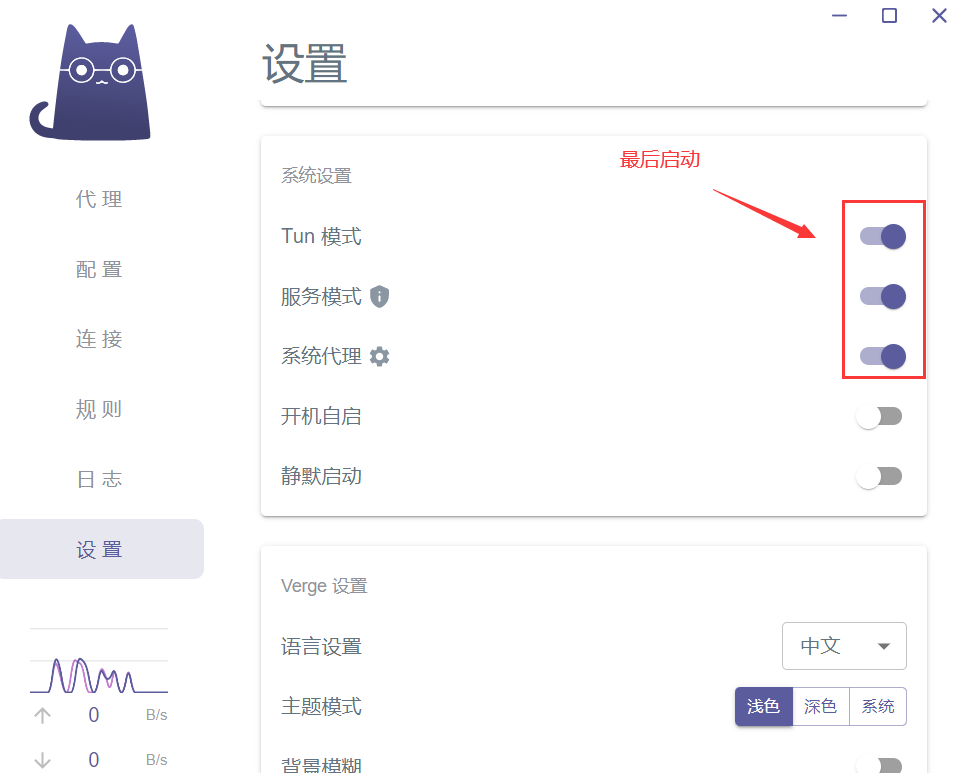 设置
系统设置
最后启动
Tun 模式
服务模式
系统代理
开机自启
静默启动
代理
配置
连接
规则
日志
设置
0 B/s
0 B/s
Verge 设置
语言设置 中文
主题模式 浅色 深色 系统
背景模糊